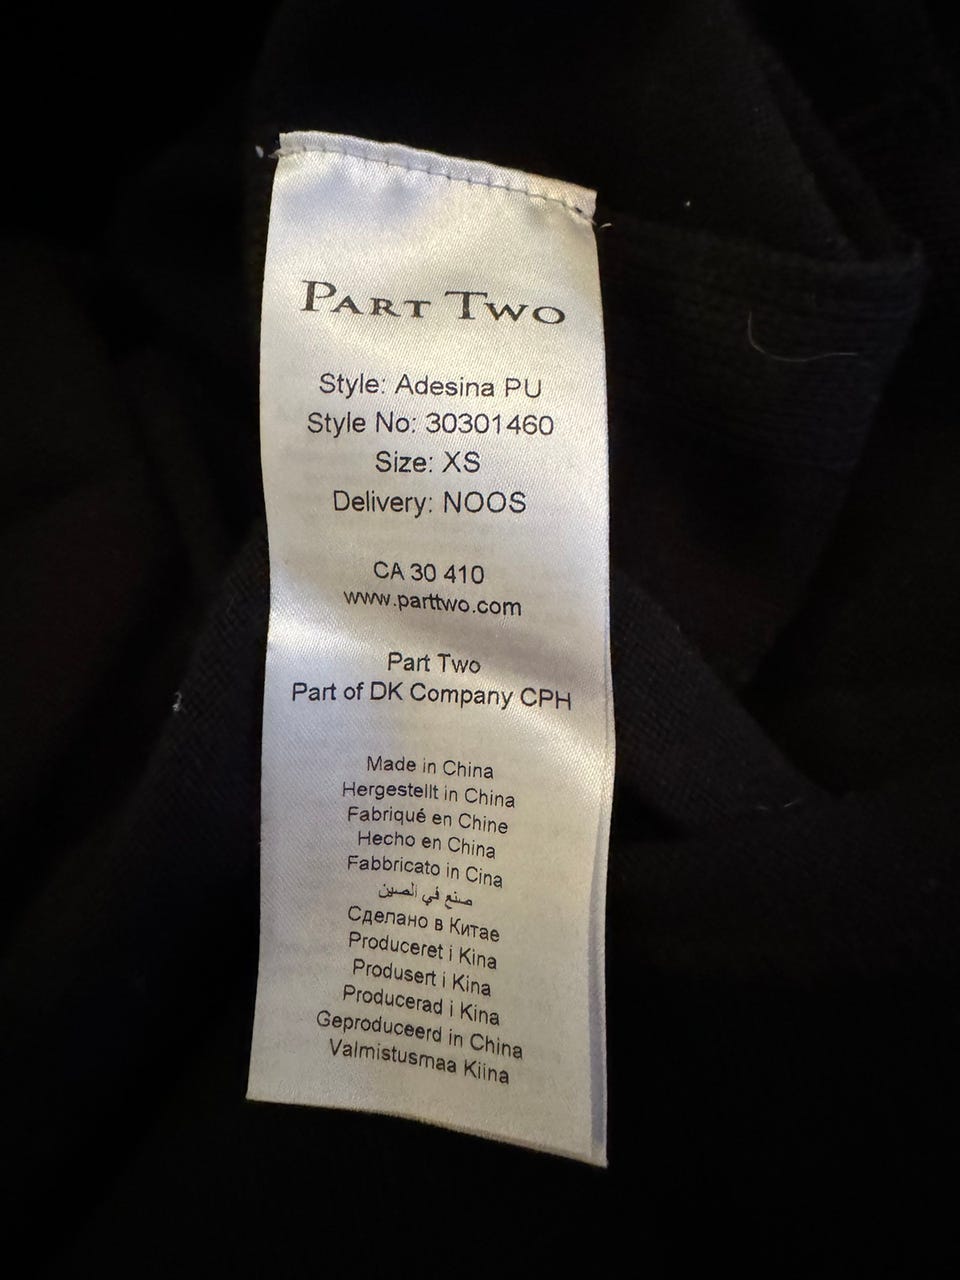 PART TWO
Style: Adesina PU
Style No: 30301460
Size: XS
Delivery: NOOS
CA 30 410
www.parttwo.com
Part Two
Part of DK Company CPH
Made in China
Hergestellt in China
Fabriqué en Chine
Hecho en China
Fabbricato in Cina
صنع في الصين
Сделано в Китае
Produceret i Kina
Produsert i Kina
Producerad i Kina
Geproduceerd in China
Valmistusmaa Kiina